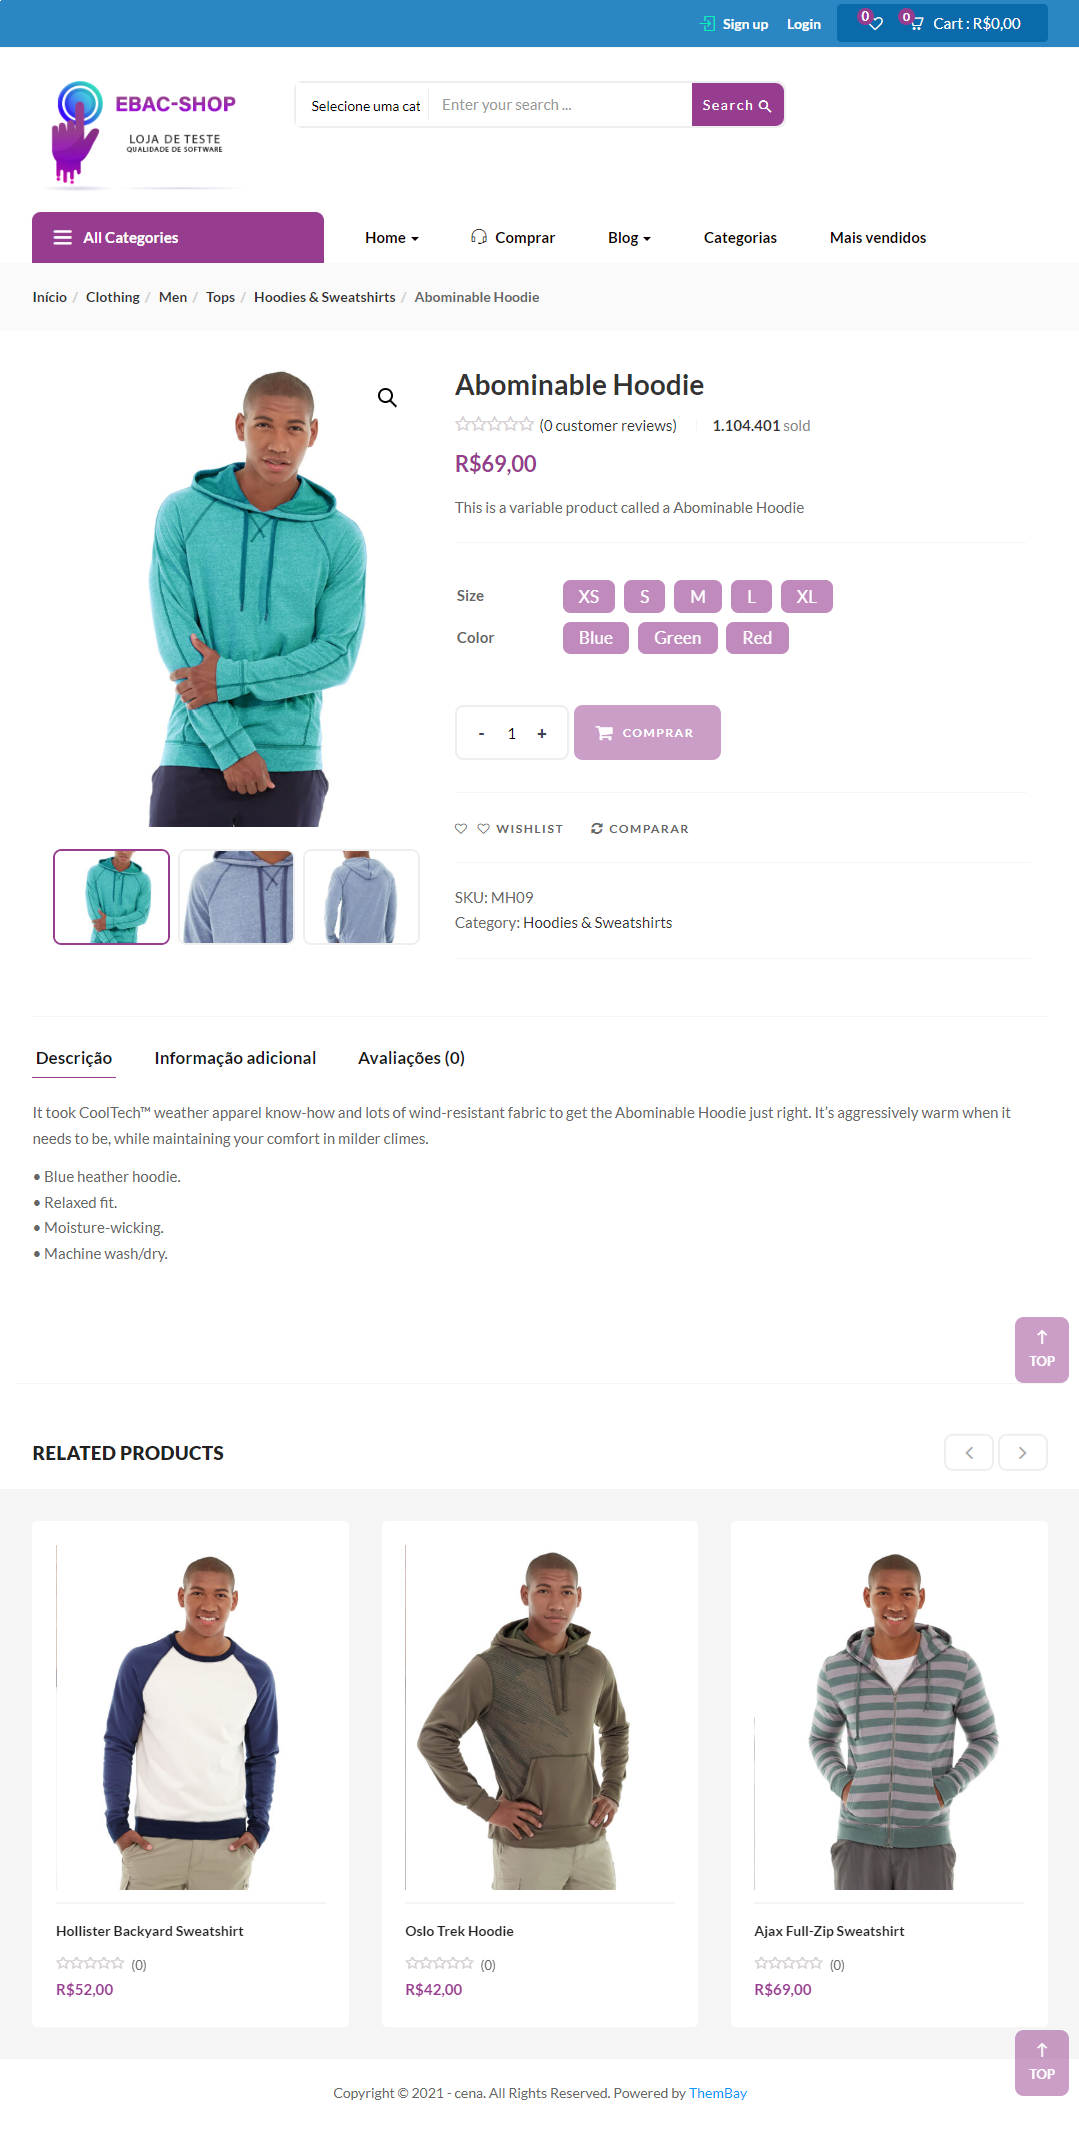 Sign up Login 0 0 Cart : R$0,00
EBAC-SHOP
LOJA DE TESTE
QUALIDADE DE SOFTWARE
Selecione uma cat Enter your search ... Search
All Categories Home Comprar Blog Categorias Mais vendidos
Início / Clothing / Men / Tops / Hoodies & Sweatshirts / Abominable Hoodie
Abominable Hoodie
(0 customer reviews) 1.104.401 sold
R$69,00
This is a variable product called a Abominable Hoodie
Size XS S M L XL
Color Blue Green Red
- 1 + COMPRAR
WISHLIST COMPARAR
SKU: MH09
Category: Hoodies & Sweatshirts
Descrição Informação adicional Avaliações (0)
It took CoolTech™ weather apparel know-how and lots of wind-resistant fabric to get the Abominable Hoodie just right. It’s aggressively warm when it
needs to be, while maintaining your comfort in milder climes.
• Blue heather hoodie.
• Relaxed fit.
• Moisture-wicking.
• Machine wash/dry.
TOP
RELATED PRODUCTS
Hollister Backyard Sweatshirt
(0)
R$52,00
Oslo Trek Hoodie
(0)
R$42,00
Ajax Full-Zip Sweatshirt
(0)
R$69,00
TOP
Copyright © 2021 - cena. All Rights Reserved. Powered by ThemBay